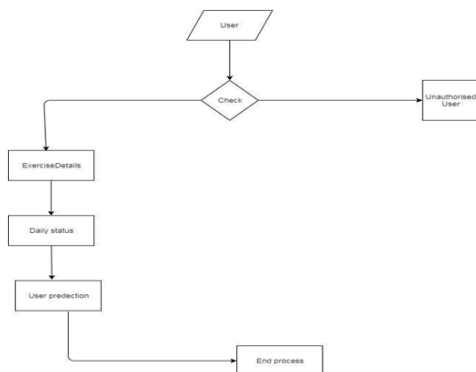 User
Check
Unauthorised
User
ExerciseDetails
Daily status
User predection
End process